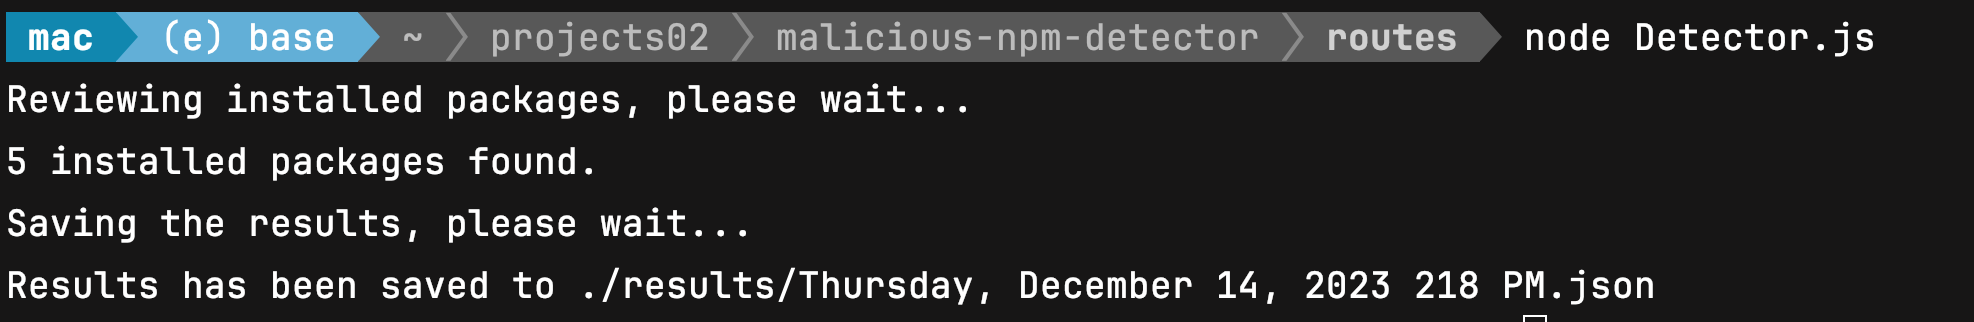 mac (e) base ~ projects02 malicious-npm-detector routes node Detector.js
Reviewing installed packages, please wait...
5 installed packages found.
Saving the results, please wait...
Results has been saved to ./results/Thursday, December 14, 2023 218 PM.json